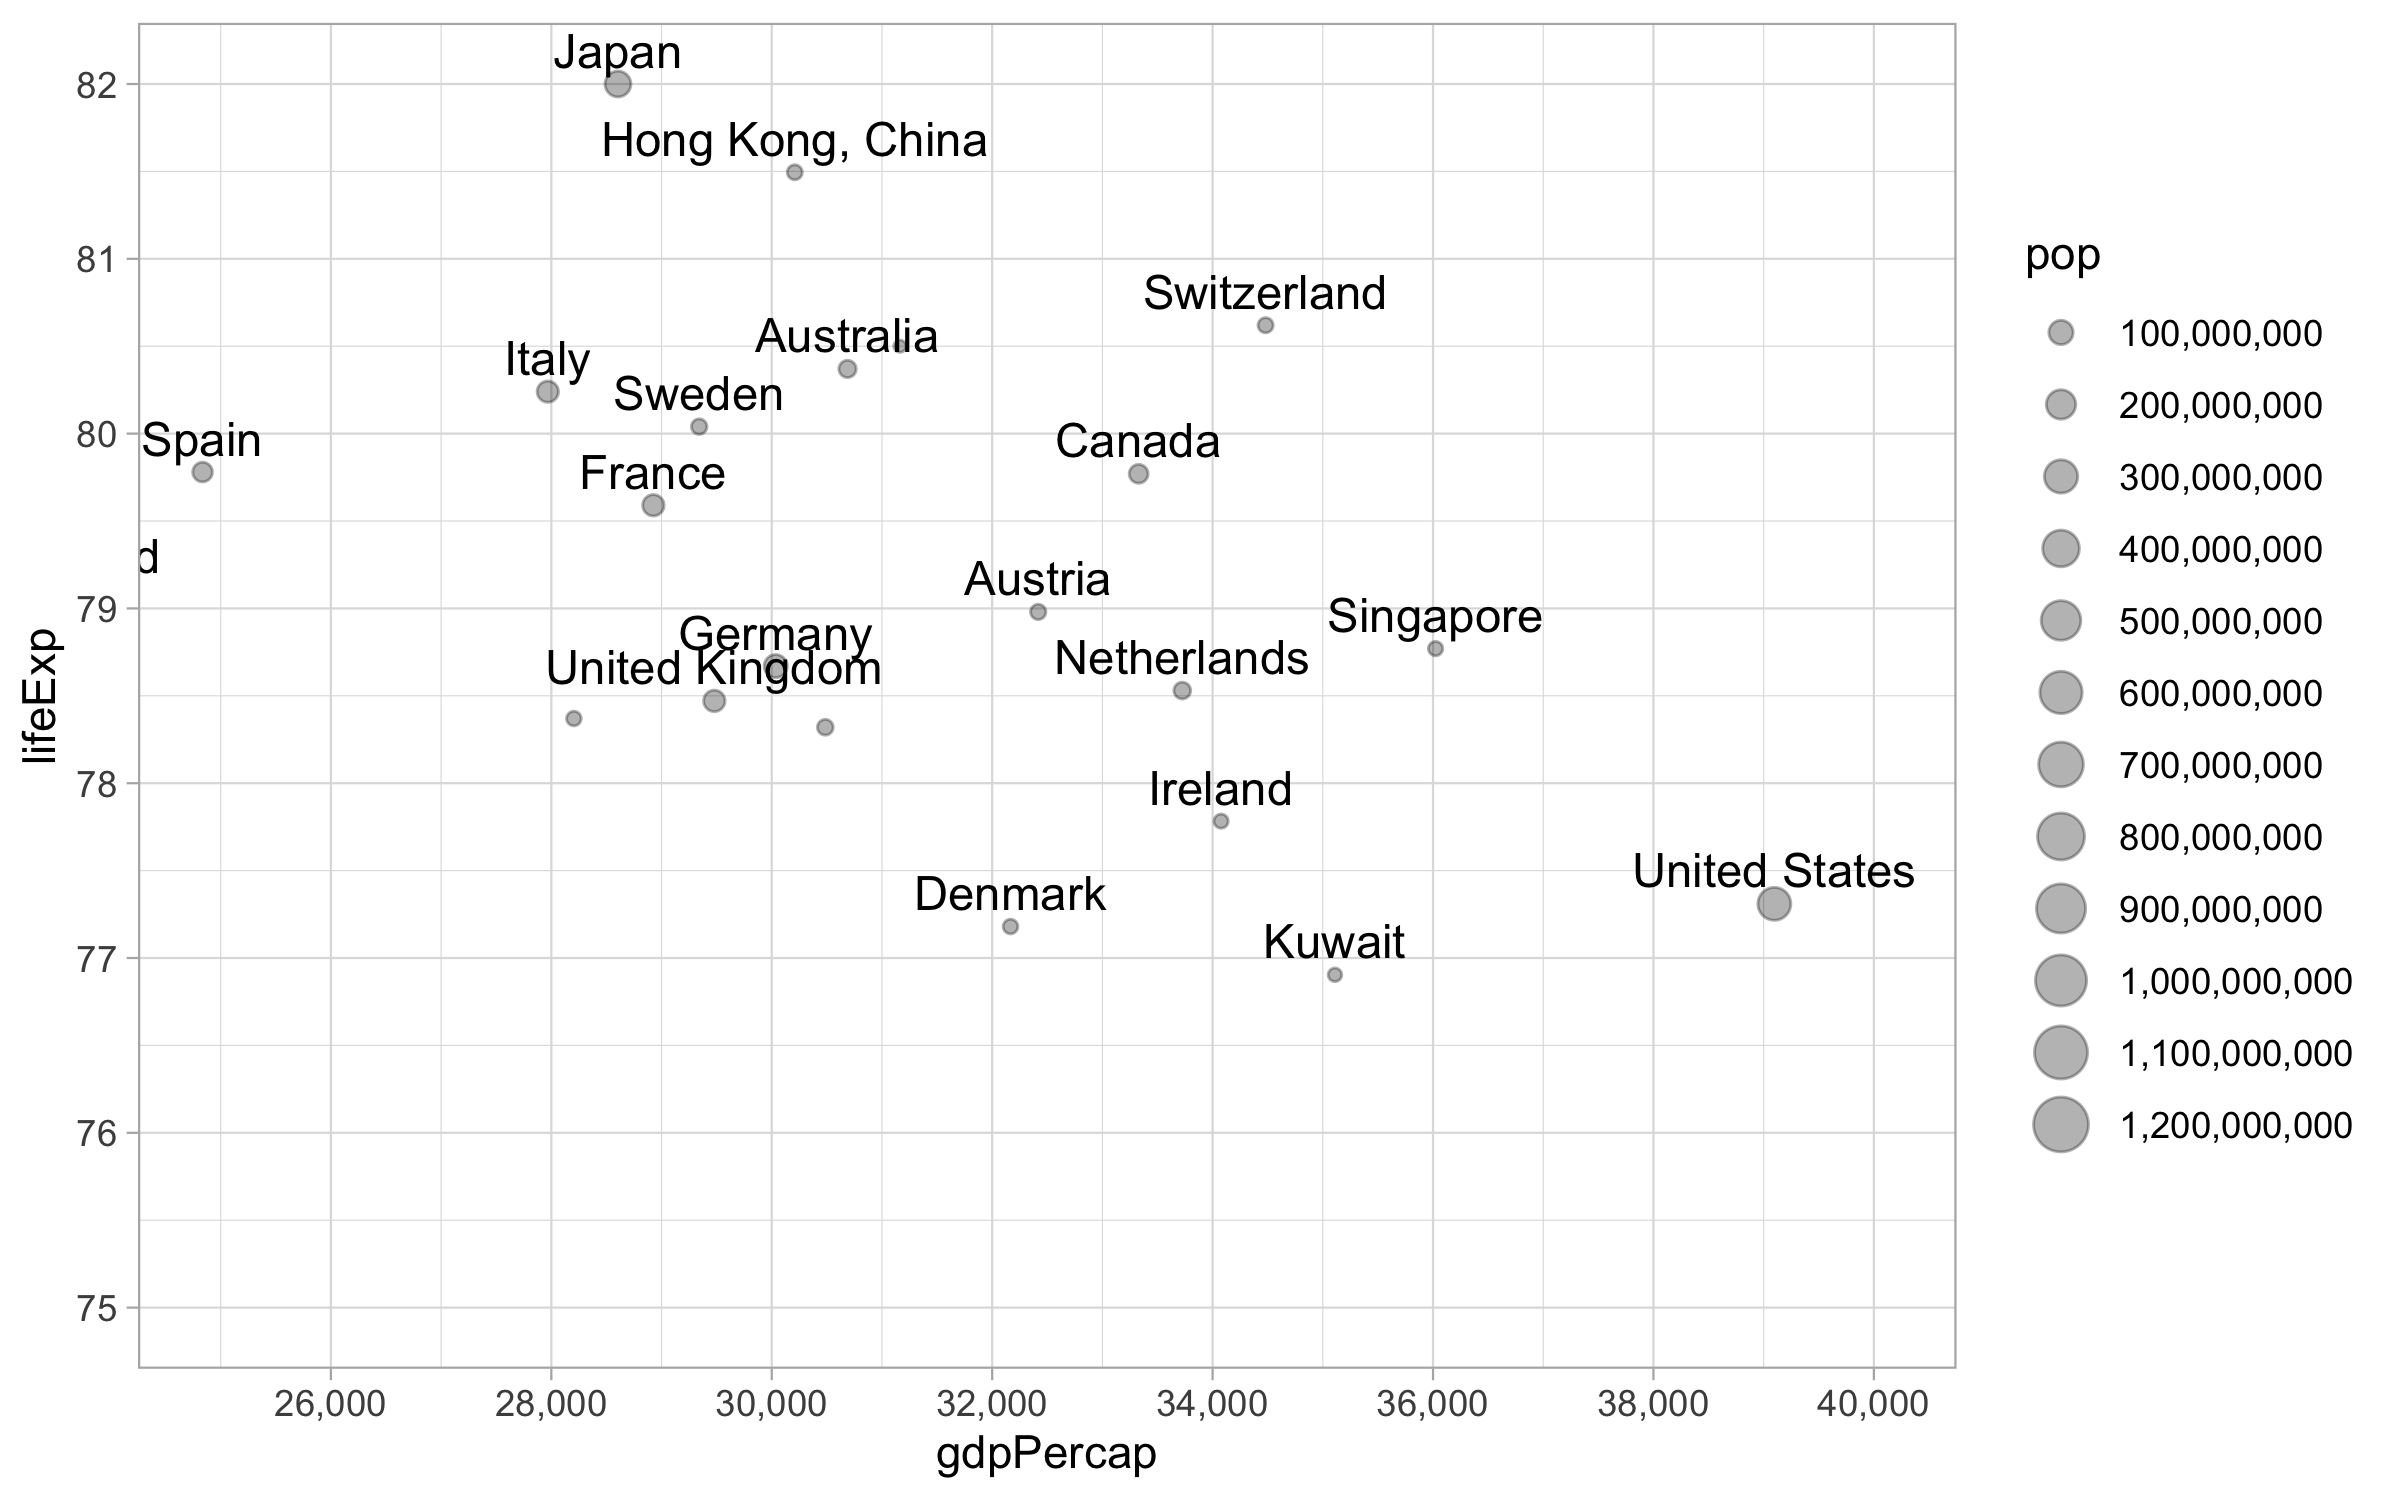 Japan
82
Hong Kong, China
81
Switzerland
Australia
Italy
Sweden
80
Spain
Canada
France
d
Austria
79
Singapore
Germany
Netherlands
United Kingdom
78
Ireland
United States
Denmark
77
Kuwait
76
75
lifeExp
26,000 28,000 30,000 32,000 34,000 36,000 38,000 40,000
gdpPercap
pop
100,000,000
200,000,000
300,000,000
400,000,000
500,000,000
600,000,000
700,000,000
800,000,000
900,000,000
1,000,000,000
1,100,000,000
1,200,000,000